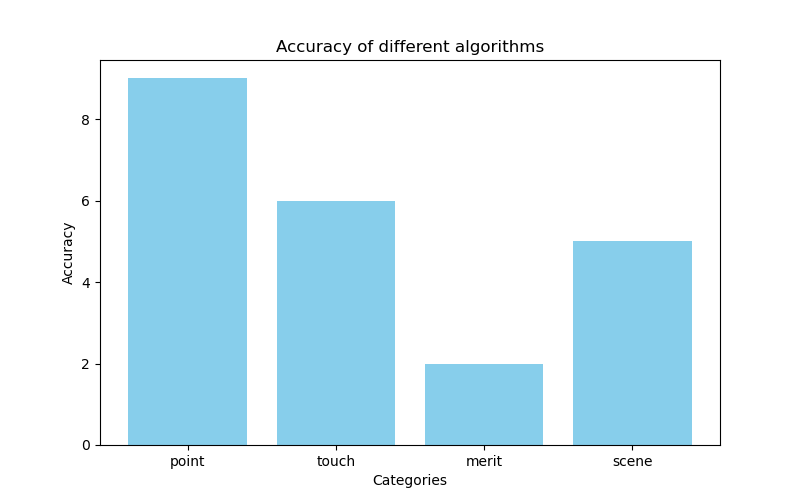 Accuracy of different algorithms
Accuracy
8
6
4
2
0
point touch merit scene
Categories